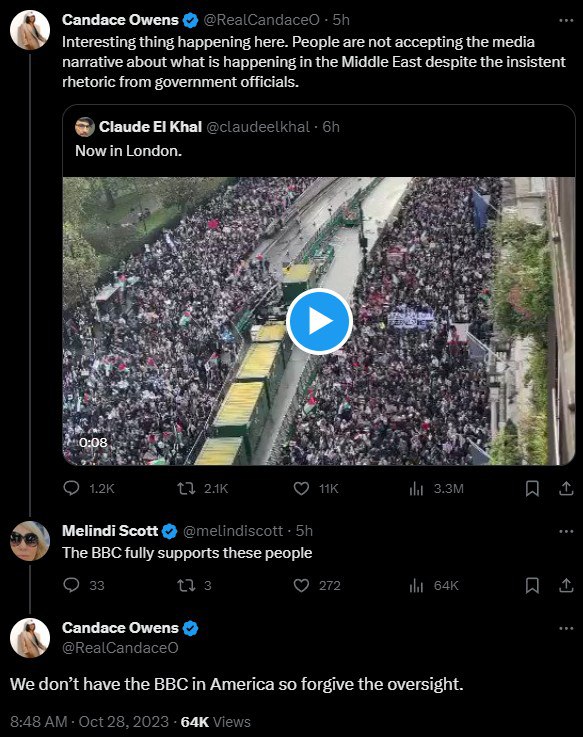 Candace Owens @RealCandaceO · 5h
Interesting thing happening here. People are not accepting the media
narrative about what is happening in the Middle East despite the insistent
rhetoric from government officials.
Claude El Khal @claudeelkhal · 6h
Now in London.
0:08
1.2K 2.1K 11K 3.3M
Melindi Scott @melindiscott · 5h
The BBC fully supports these people
33 3 272 64K
Candace Owens
@RealCandaceO
We don’t have the BBC in America so forgive the oversight.
8:48 AM · Oct 28, 2023 · 64K Views